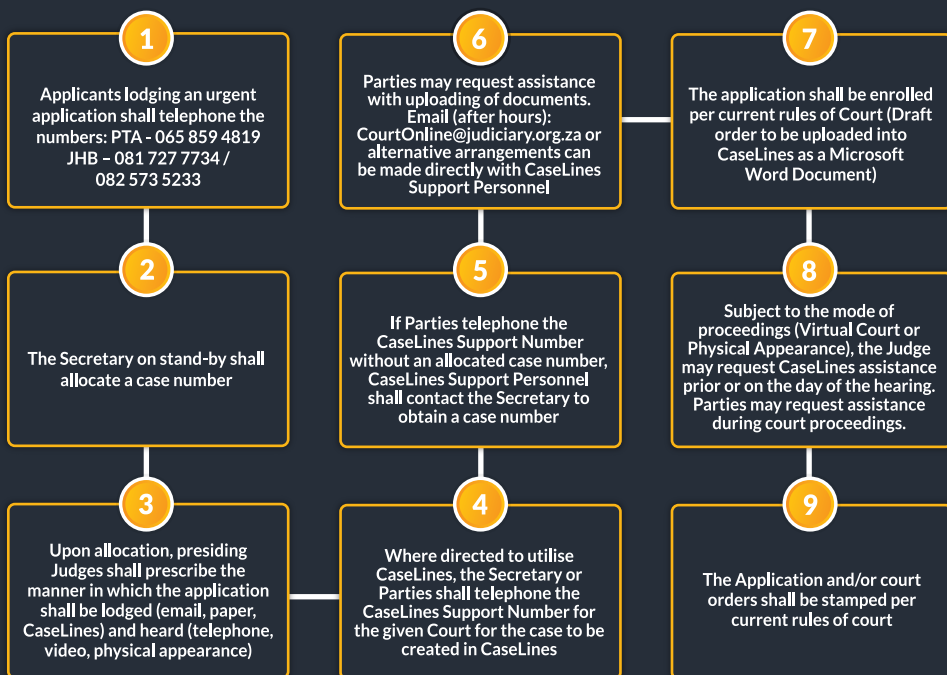 1
Applicants lodging an urgent
application shall telephone the
numbers: PTA - 065 859 4819
JHB – 081 727 7734 /
082 573 5233
2
The Secretary on stand-by shall
allocate a case number
3
Upon allocation, presiding
Judges shall prescribe the
manner in which the application
shall be lodged (email, paper,
CaseLines) and heard (telephone,
video, physical appearance)
4
Where directed to utilise
CaseLines, the Secretary or
Parties shall telephone the
CaseLines Support Number for
the given Court for the case to be
created in CaseLines
5
If Parties telephone the
CaseLines Support Number
without an allocated case number,
CaseLines Support Personnel
shall contact the Secretary to
obtain a case number
6
Parties may request assistance
with uploading of documents.
Email (after hours):
CourtOnline@judiciary.org.za or
alternative arrangements can
be made directly with CaseLines
Support Personnel
7
The application shall be enrolled
per current rules of Court (Draft
order to be uploaded into
CaseLines as a Microsoft
Word Document)
8
Subject to the mode of
proceedings (Virtual Court or
Physical Appearance), the Judge
may request CaseLines assistance
prior or on the day of the hearing.
Parties may request assistance
during court proceedings.
9
The Application and/or court
orders shall be stamped per
current rules of court